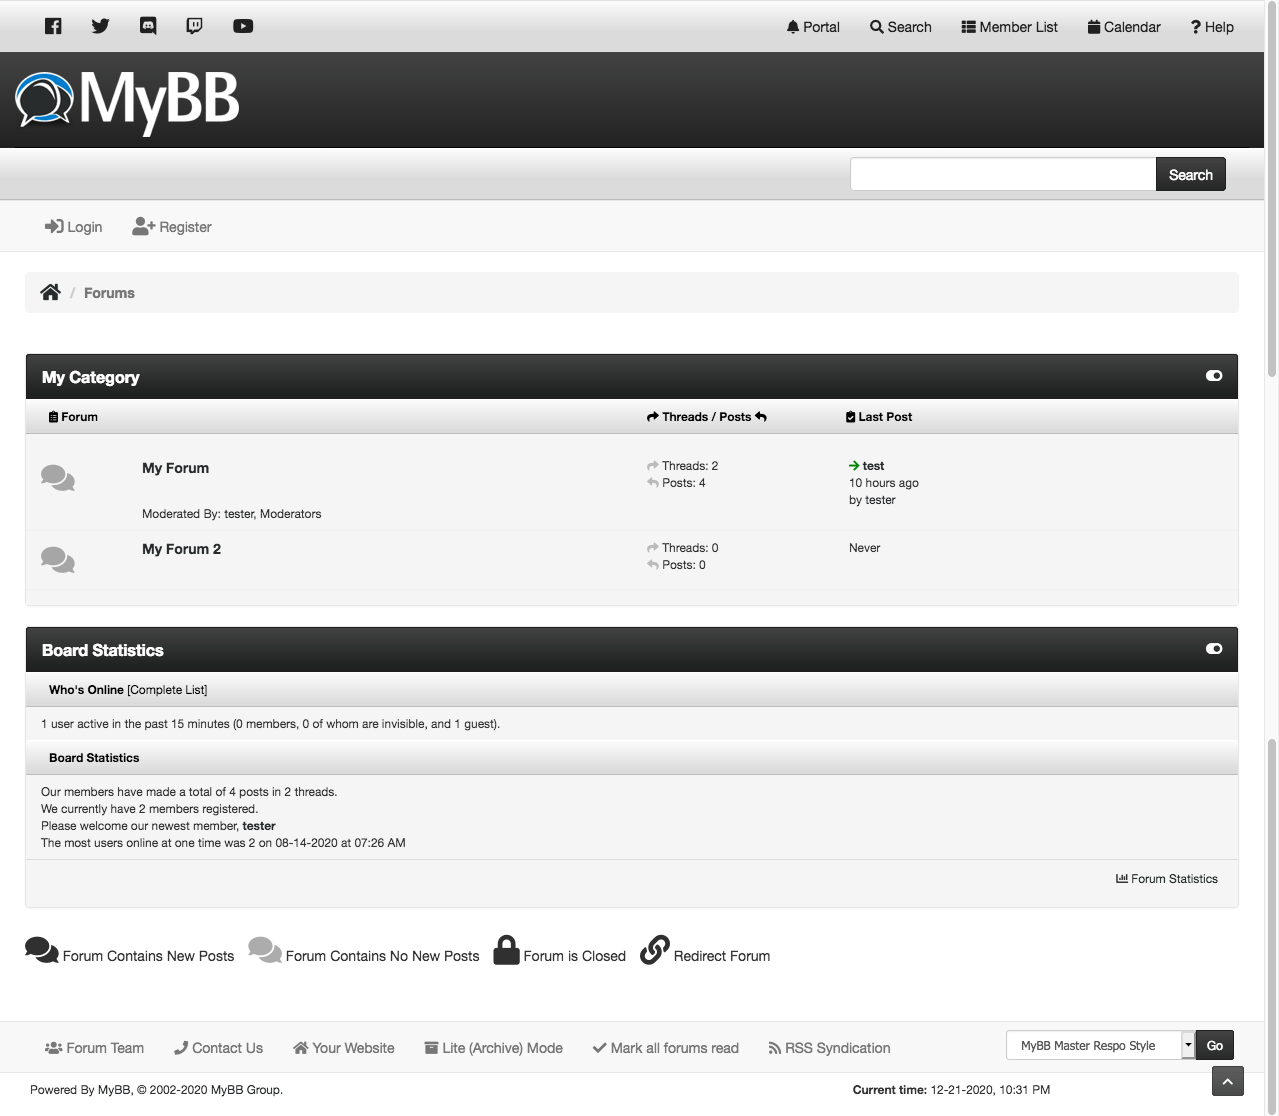 Portal Search Member List Calendar Help
MyBB
Search
Login Register
/ Forums
My Category
Forum Threads / Posts Last Post
My Forum Threads: 2 test
Posts: 4 10 hours ago
by tester
Moderated By: tester, Moderators
My Forum 2 Threads: 0 Never
Posts: 0
Board Statistics
Who's Online [Complete List]
1 user active in the past 15 minutes (0 members, 0 of whom are invisible, and 1 guest).
Board Statistics
Our members have made a total of 4 posts in 2 threads.
We currently have 2 members registered.
Please welcome our newest member, tester
The most users online at one time was 2 on 08-14-2020 at 07:26 AM
Forum Statistics
Forum Contains New Posts Forum Contains No New Posts Forum is Closed Redirect Forum
Forum Team Contact Us Your Website Lite (Archive) Mode Mark all forums read RSS Syndication MyBB Master Respo Style Go
Powered By MyBB, © 2002-2020 MyBB Group. Current time: 12-21-2020, 10:31 PM